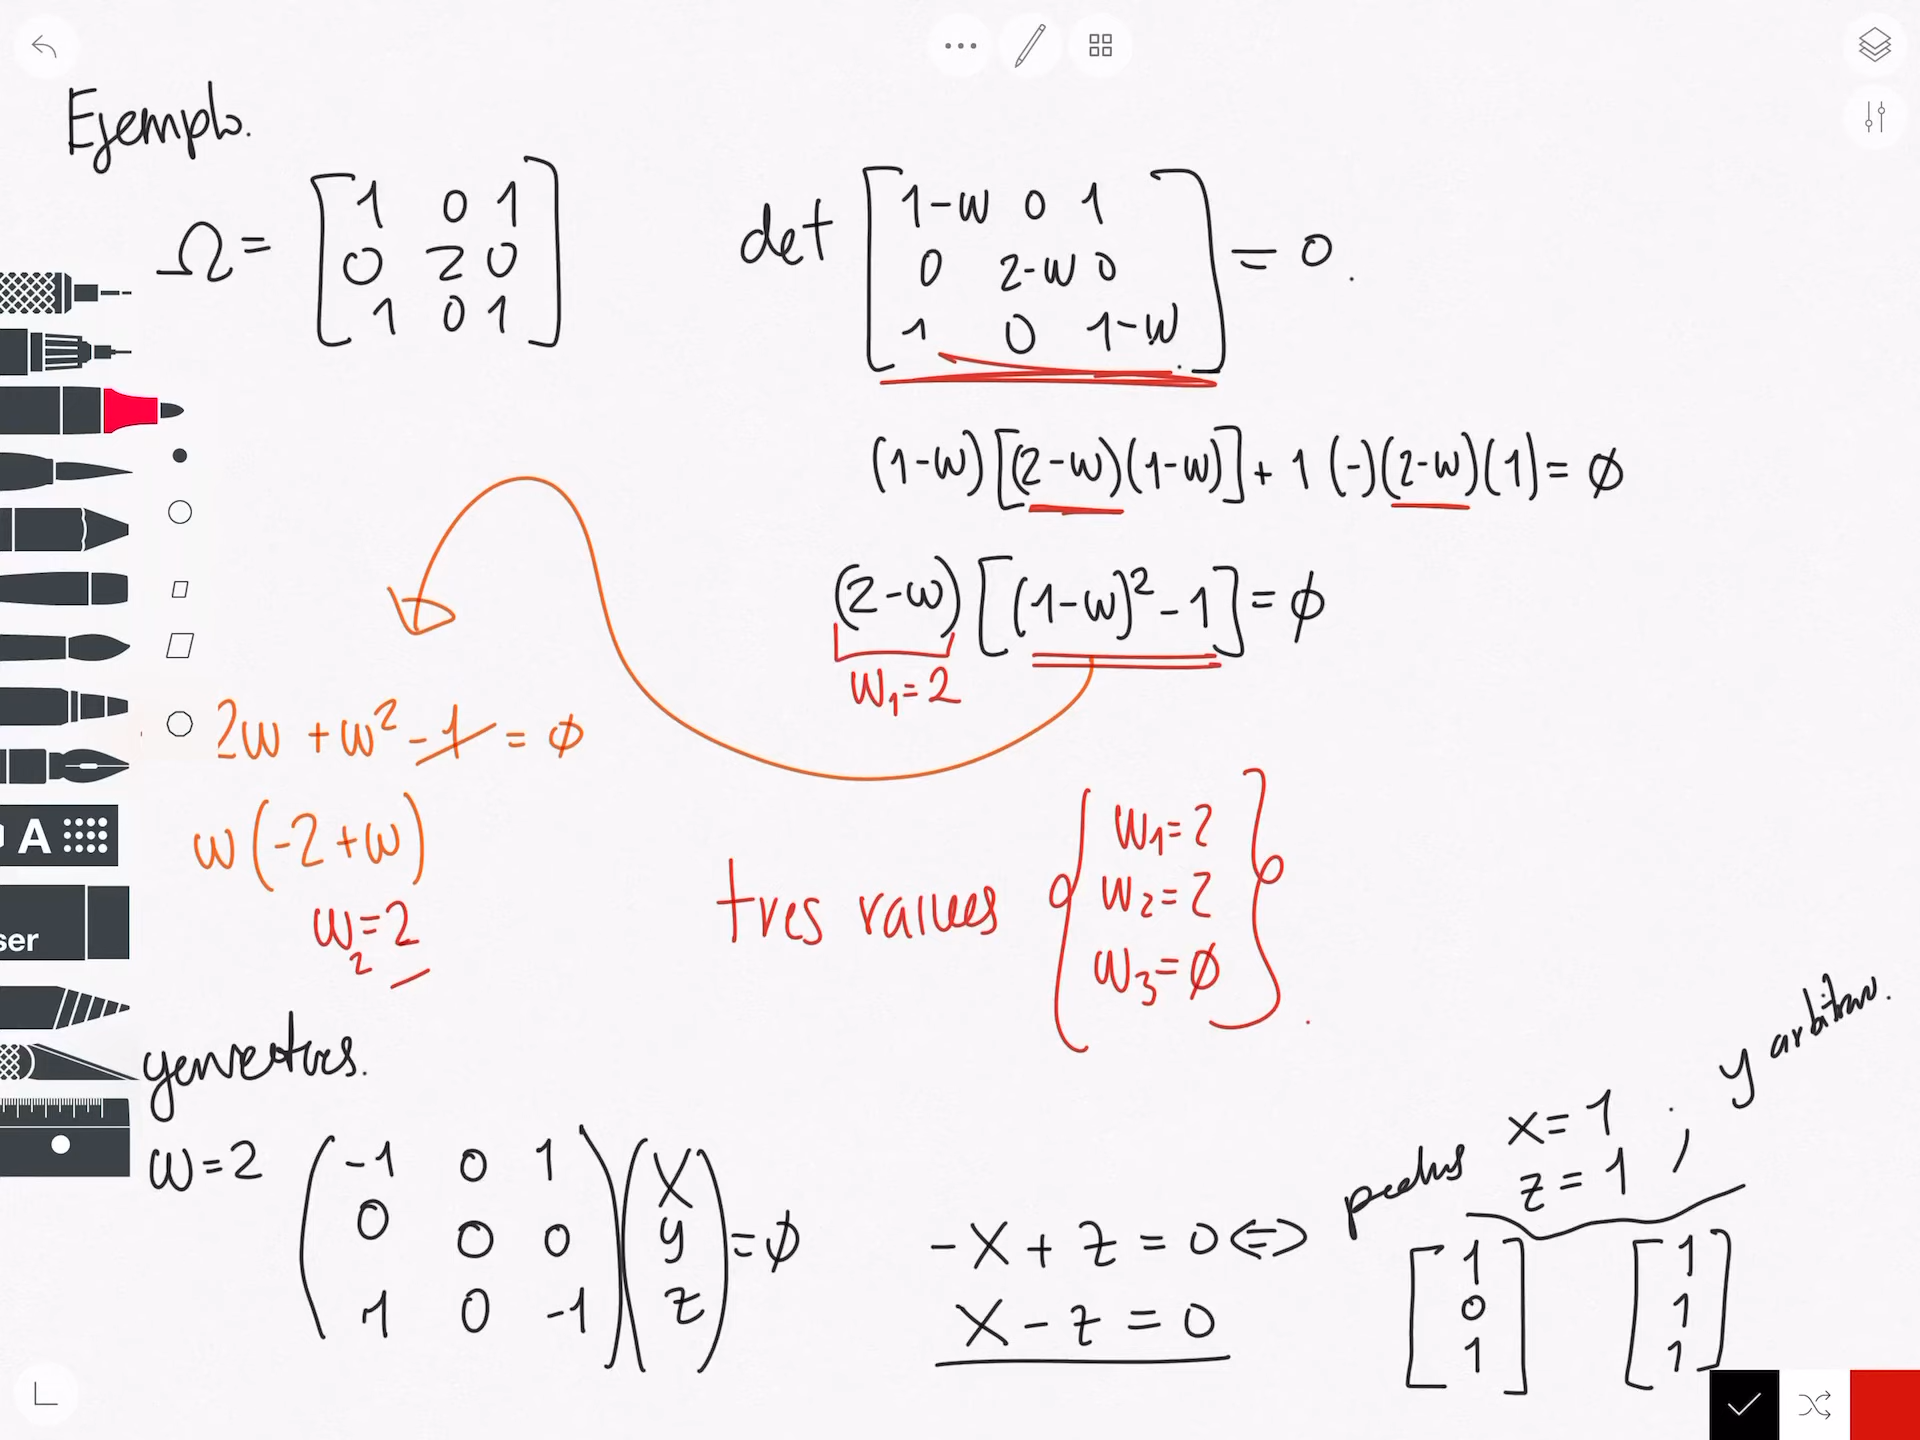 Ejemplo.
Ω = [ 1 0 1
0 2 0
1 0 1 ]
det [ 1-w 0 1
0 2-w 0
1 0 1-w ] = 0.
(1-w)[(2-w)(1-w)] + 1(-)(2-w)(1) = ∅
(2-w)[(1-w)² - 1] = ∅
w₁=2
2w + w² - 1 = ∅
w(-2+w)
w₂=2
tres values { w₁=2
w₂=2
w₃=∅ }
w=2 ( -1 0 1
0 0 0
1 0 -1 ) ( x
y
z ) = ∅
-x + z = 0 ⇔
x - z = 0
x=1
z=1 ; y
[ 1
0
1 ]
[ 1
1
1 ]
A
ser